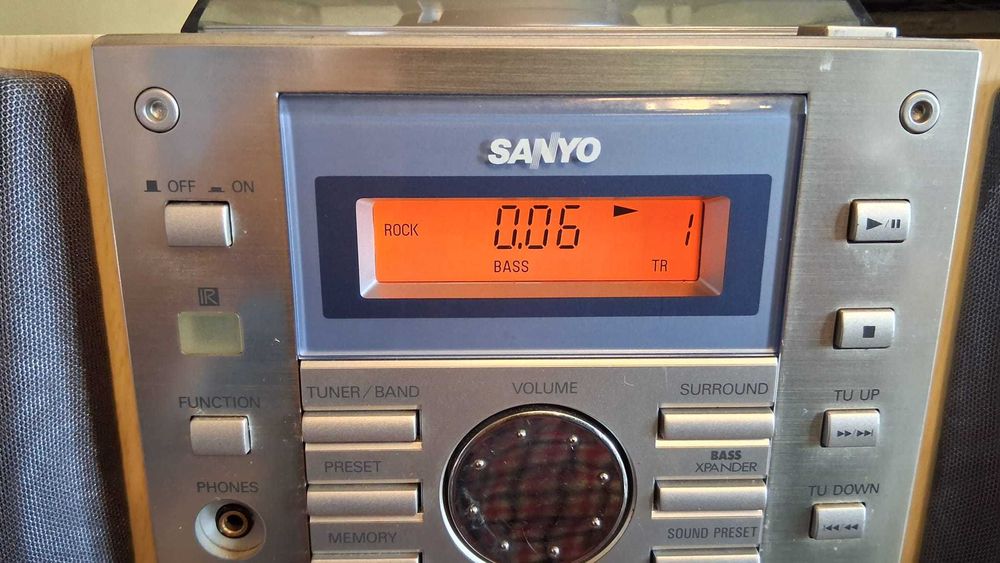 SANYO
OFF ON
ROCK 0.06 1
BASS TR
IR
FUNCTION
PHONES
TUNER/BAND
PRESET
MEMORY
VOLUME
SURROUND
BASS
XPANDER
SOUND PRESET
TU UP
TU DOWN